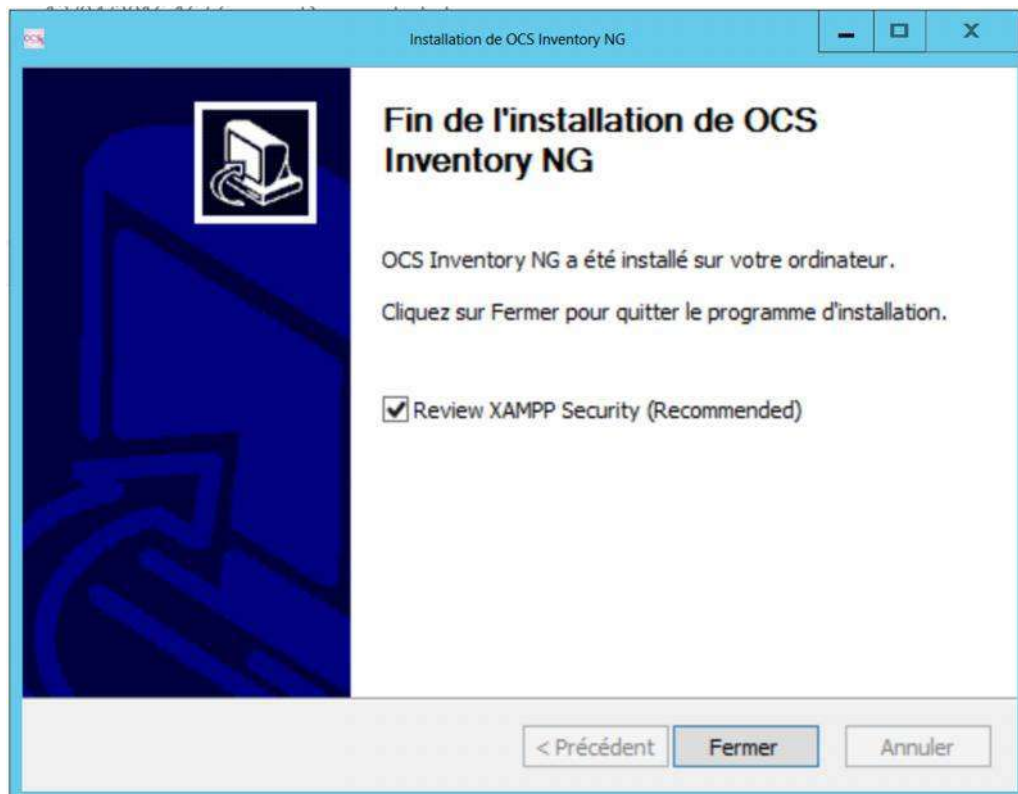 OCS
Installation de OCS Inventory NG
Fin de l'installation de OCS
Inventory NG
OCS Inventory NG a été installé sur votre ordinateur.
Cliquez sur Fermer pour quitter le programme d'installation.
Review XAMPP Security (Recommended)
< Précédent
Fermer
Annuler